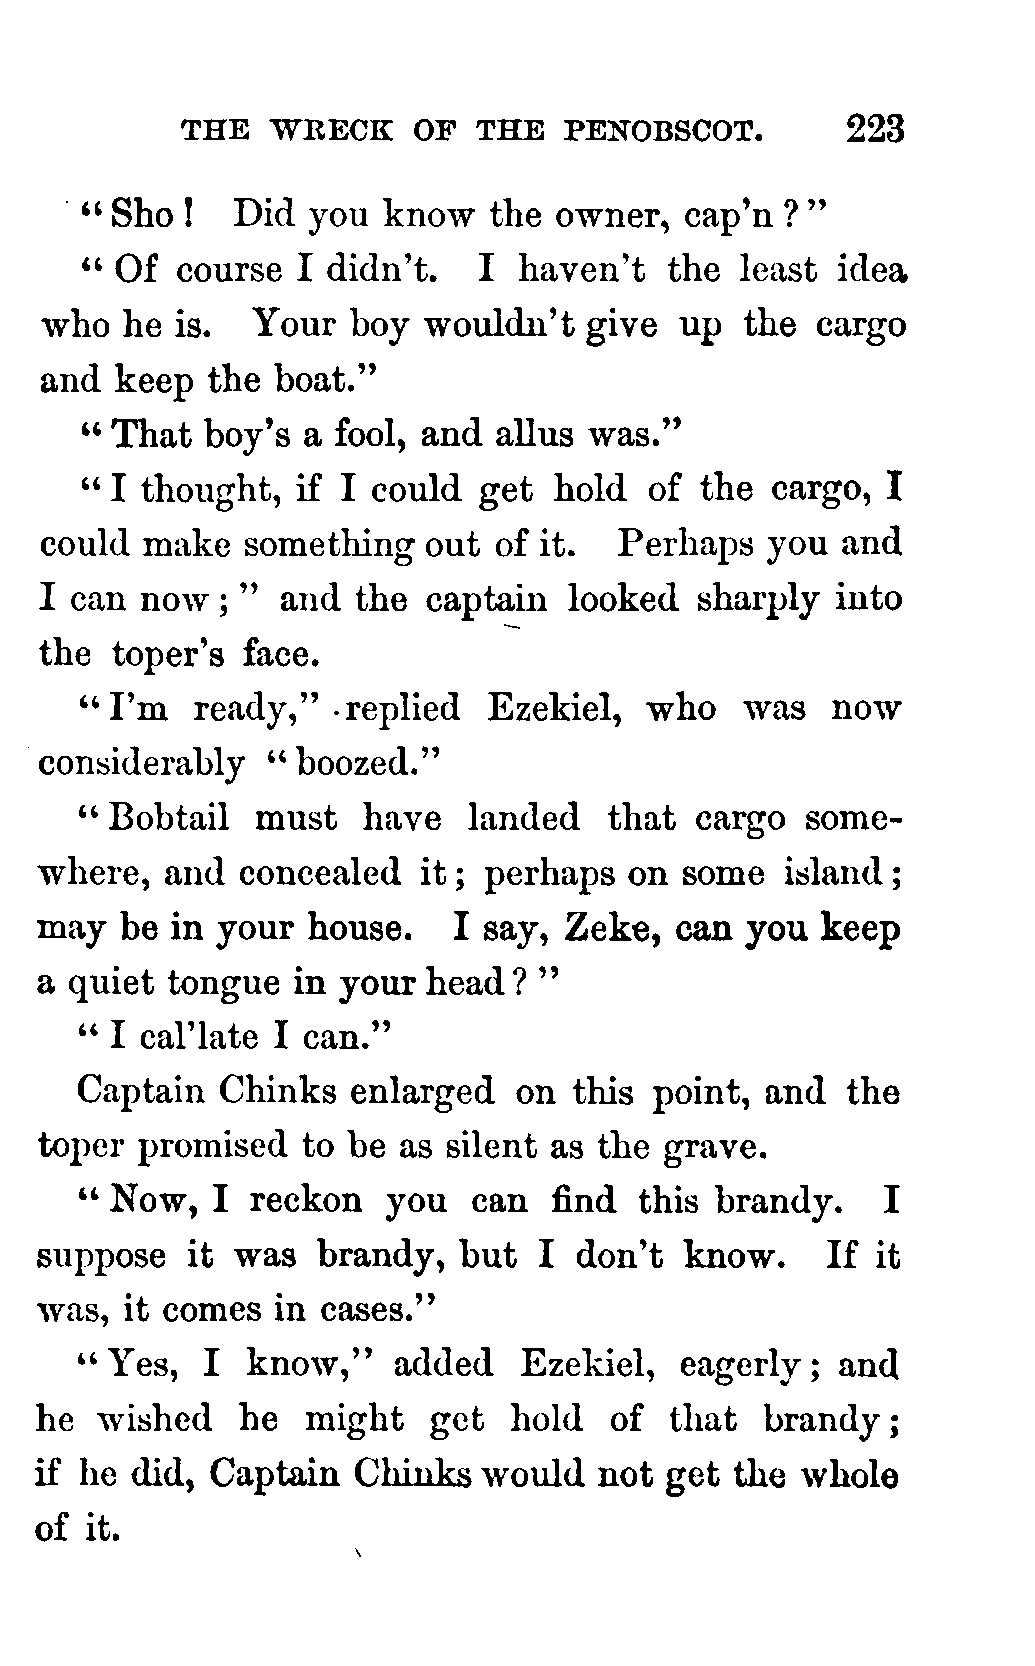 THE WRECK OF THE PENOBSCOT. 223
“Sho! Did you know the owner, cap’n?”
“Of course I didn’t. I haven’t the least idea
who he is. Your boy wouldn’t give up the cargo
and keep the boat.”
“That boy’s a fool, and allus was.”
“I thought, if I could get hold of the cargo, I
could make something out of it. Perhaps you and
I can now;” and the captain looked sharply into
the toper’s face.
“I’m ready,” replied Ezekiel, who was now
considerably “boozed.”
“Bobtail must have landed that cargo some-
where, and concealed it; perhaps on some island;
may be in your house. I say, Zeke, can you keep
a quiet tongue in your head?”
“I cal’late I can.”
Captain Chinks enlarged on this point, and the
toper promised to be as silent as the grave.
“Now, I reckon you can find this brandy. I
suppose it was brandy, but I don’t know. If it
was, it comes in cases.”
“Yes, I know,” added Ezekiel, eagerly; and
he wished he might get hold of that brandy;
if he did, Captain Chinks would not get the whole
of it.